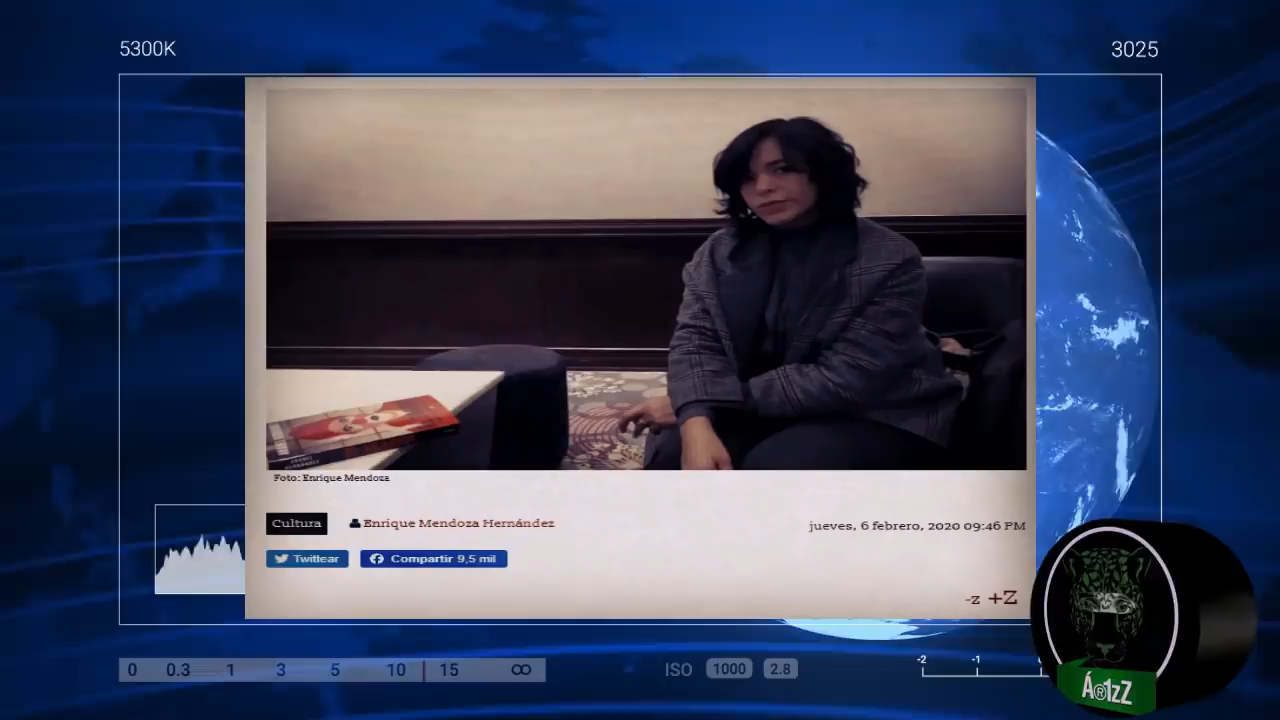 5300K
3025
Foto: Enrique Mendoza
Cultura
Enrique Mendoza Hernández
jueves, 6 febrero, 2020 09:46 PM
Twittear
Compartir 9,5 mil
-z +Z
0 0.3 1 3 5 10 15 ∞
ISO 1000 2.8
-2 -1
Á®1zZ